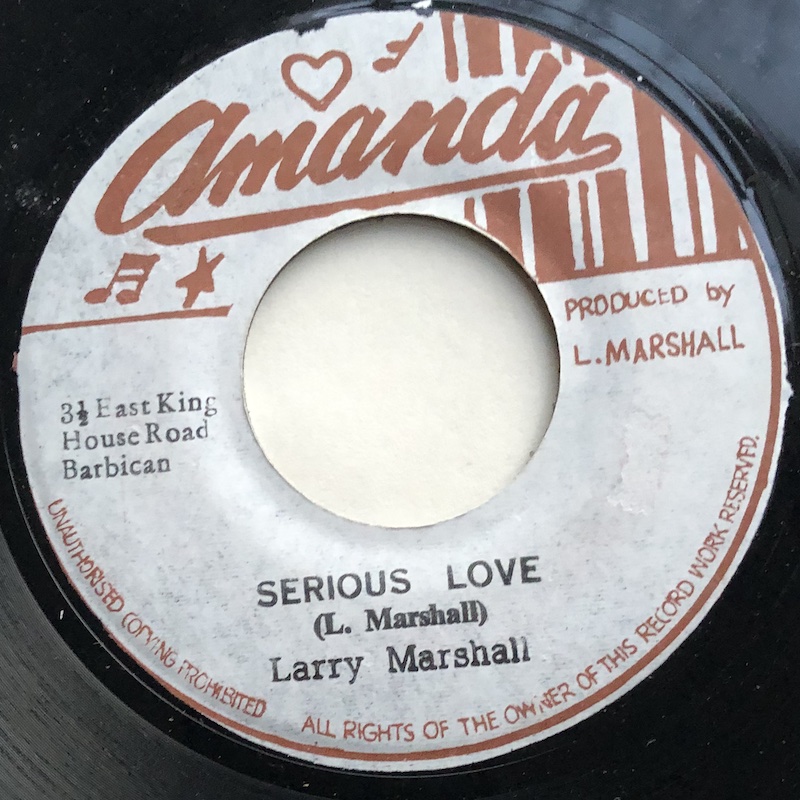 Amanda
PRODUCED by
L. MARSHALL
3½ East King
House Road
Barbican
SERIOUS LOVE
(L. Marshall)
Larry Marshall
UNAUTHORISED COPYING PROHIBITED
ALL RIGHTS OF THE OWNER OF THIS RECORD WORK RESERVED.